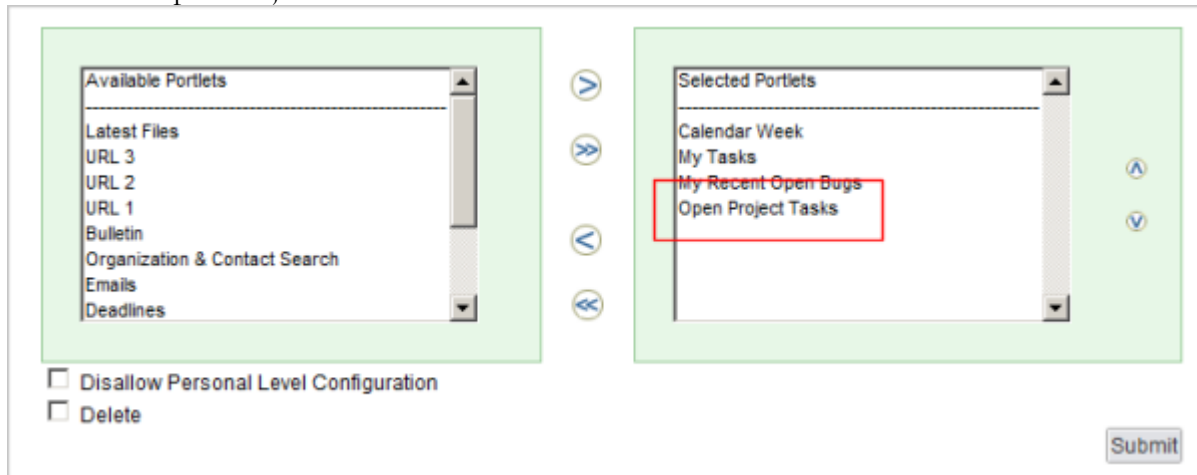 Available Portlets
Latest Files
URL 3
URL 2
URL 1
Bulletin
Organization & Contact Search
Emails
Deadlines
>
>>
<
<<
Selected Portlets
Calendar Week
My Tasks
My Recent Open Bugs
Open Project Tasks
Disallow Personal Level Configuration
Delete
Submit